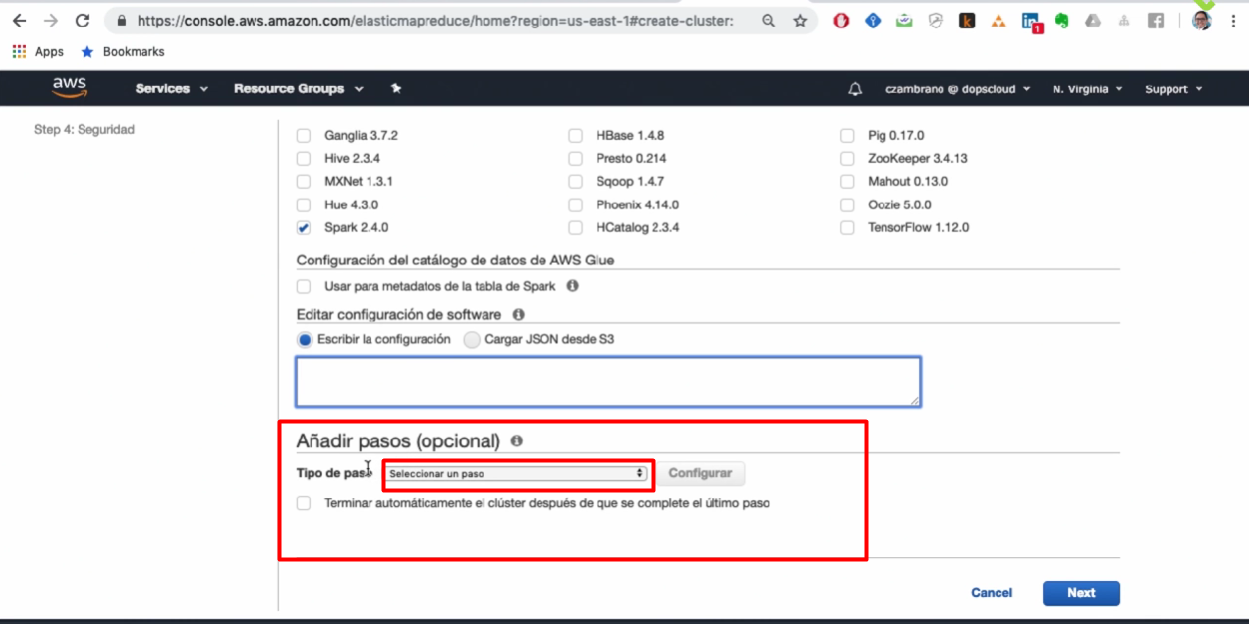 https://console.aws.amazon.com/elasticmapreduce/home?region=us-east-1#create-cluster:
Apps Bookmarks
aws Services Resource Groups czambrano @ dopscloud N. Virginia Support
Step 4: Seguridad
Ganglia 3.7.2 HBase 1.4.8 Pig 0.17.0
Hive 2.3.4 Presto 0.214 ZooKeeper 3.4.13
MXNet 1.3.1 Sqoop 1.4.7 Mahout 0.13.0
Hue 4.3.0 Phoenix 4.14.0 Oozie 5.0.0
Spark 2.4.0 HCatalog 2.3.4 TensorFlow 1.12.0
Configuración del catálogo de datos de AWS Glue
Usar para metadatos de la tabla de Spark
Editar configuración de software
Escribir la configuración Cargar JSON desde S3
Añadir pasos (opcional)
Tipo de paso Seleccionar un paso Configurar
Terminar automáticamente el clúster después de que se complete el último paso
Cancel Next